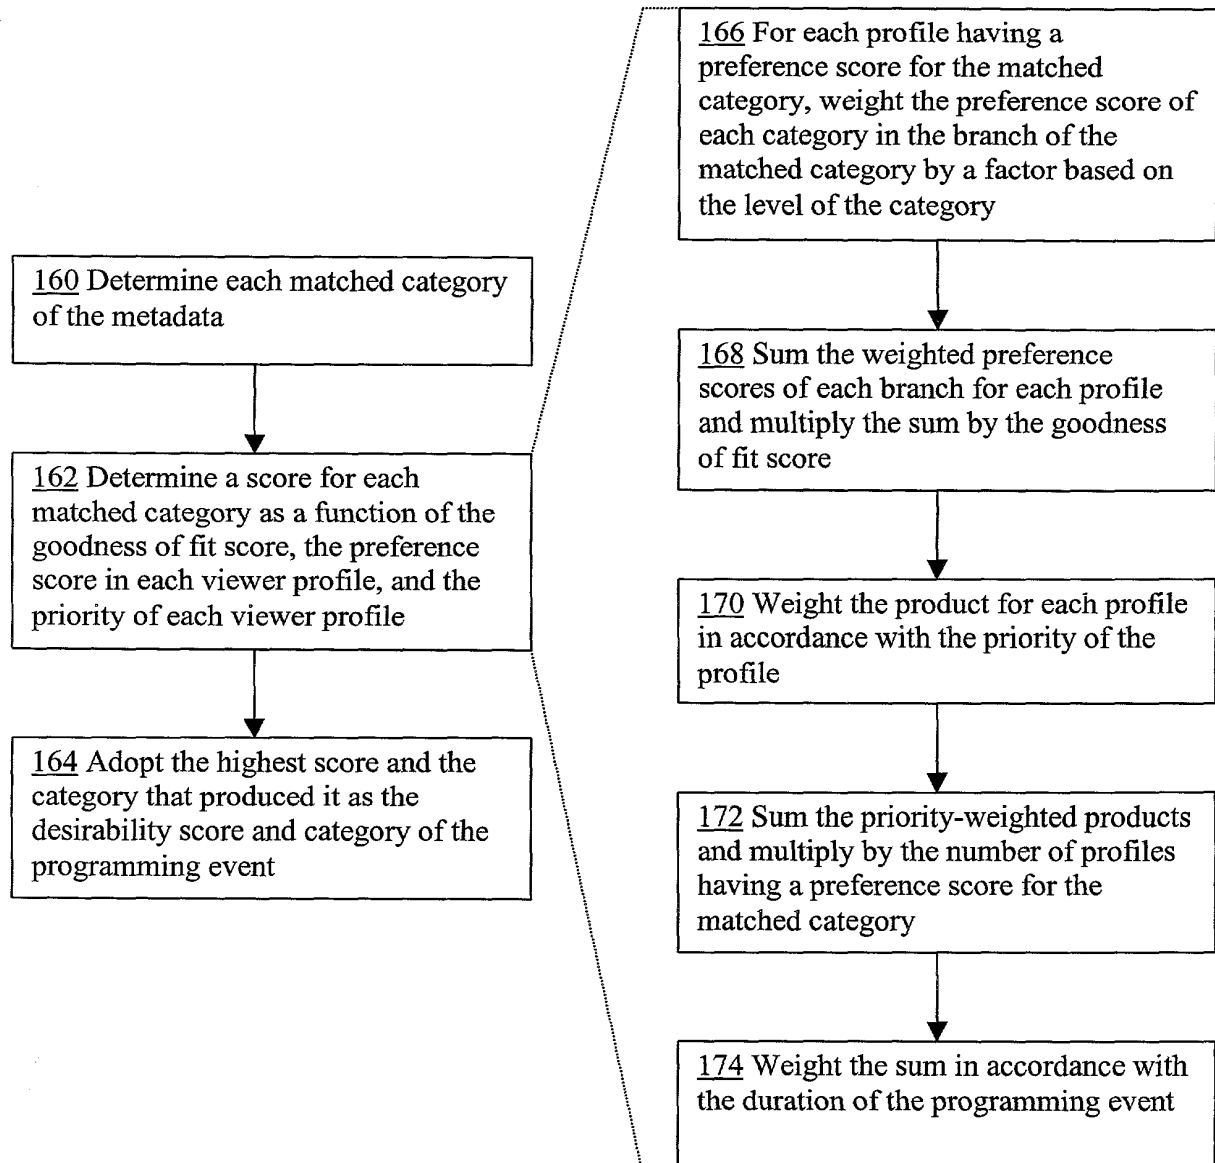 160 Determine each matched category
of the metadata
162 Determine a score for each
matched category as a function of the
goodness of fit score, the preference
score in each viewer profile, and the
priority of each viewer profile
164 Adopt the highest score and the
category that produced it as the
desirability score and category of the
programming event
166 For each profile having a
preference score for the matched
category, weight the preference score of
each category in the branch of the
matched category by a factor based on
the level of the category
168 Sum the weighted preference
scores of each branch for each profile
and multiply the sum by the goodness
of fit score
170 Weight the product for each profile
in accordance with the priority of the
profile
172 Sum the priority-weighted products
and multiply by the number of profiles
having a preference score for the
matched category
174 Weight the sum in accordance with
the duration of the programming event